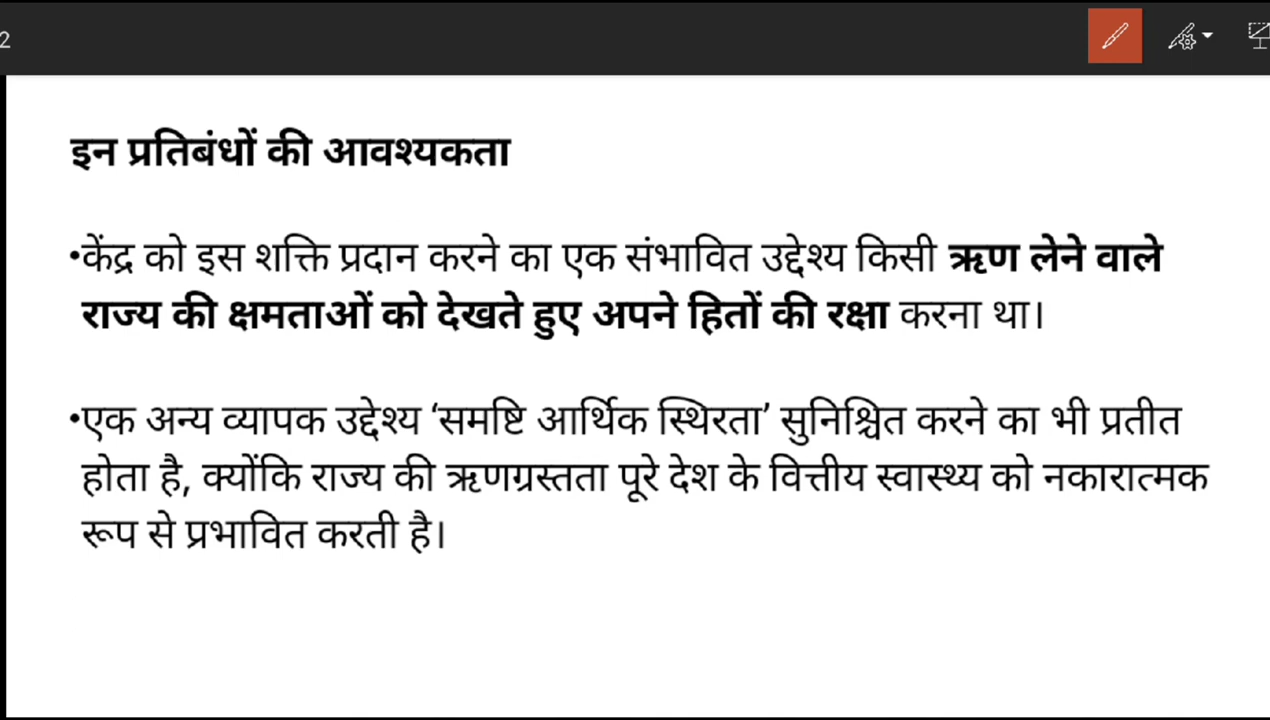 2
इन प्रतिबंधों की आवश्यकता
•केंद्र को इस शक्ति प्रदान करने का एक संभावित उद्देश्य किसी ऋण लेने वाले
राज्य की क्षमताओं को देखते हुए अपने हितों की रक्षा करना था।
•एक अन्य व्यापक उद्देश्य ‘समष्टि आर्थिक स्थिरता’ सुनिश्चित करने का भी प्रतीत
होता है, क्योंकि राज्य की ऋणग्रस्तता पूरे देश के वित्तीय स्वास्थ्य को नकारात्मक
रूप से प्रभावित करती है।